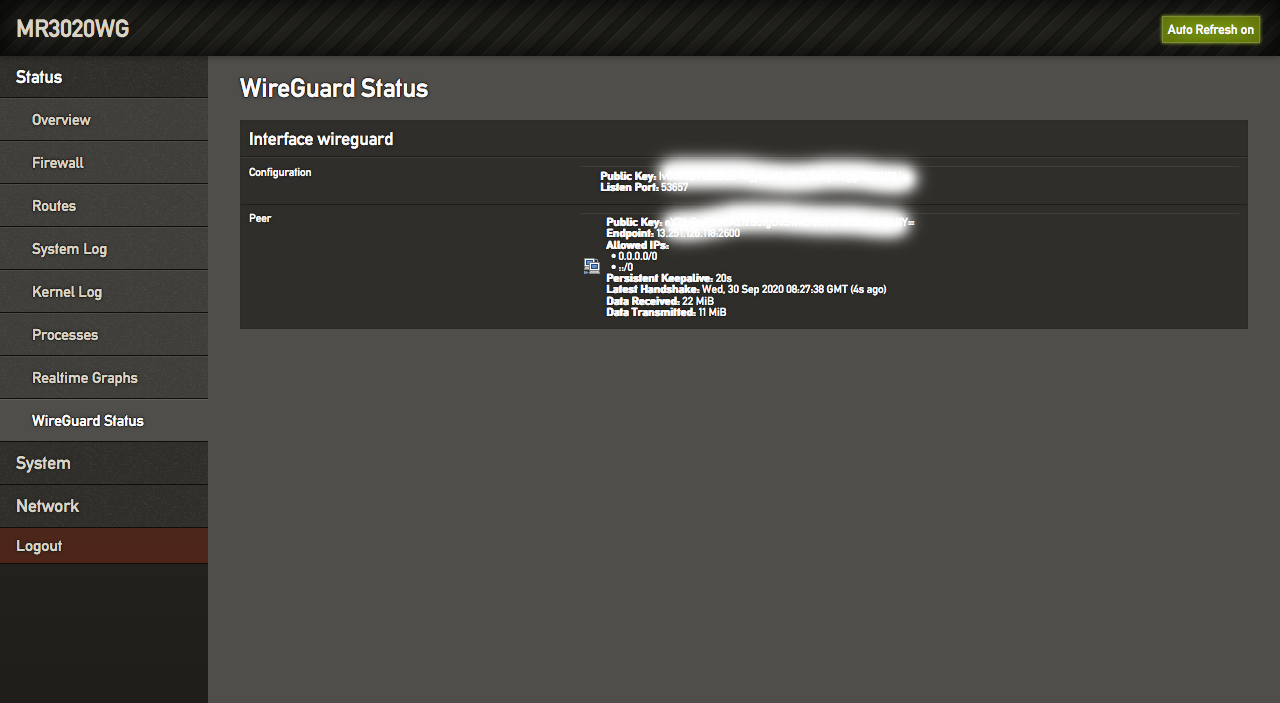 MR3020WG
Auto Refresh on
Status
Overview
Firewall
Routes
System Log
Kernel Log
Processes
Realtime Graphs
WireGuard Status
System
Network
Logout
WireGuard Status
Interface wireguard
Configuration
Public Key:
Listen Port: 53657
Peer
Public Key:
Endpoint: 13.251.126.118:2600
Allowed IPs:
• 0.0.0.0/0
• ::/0
Persistent Keepalive: 20s
Latest Handshake: Wed, 30 Sep 2020 08:27:38 GMT (4s ago)
Data Received: 22 MiB
Data Transmitted: 11 MiB